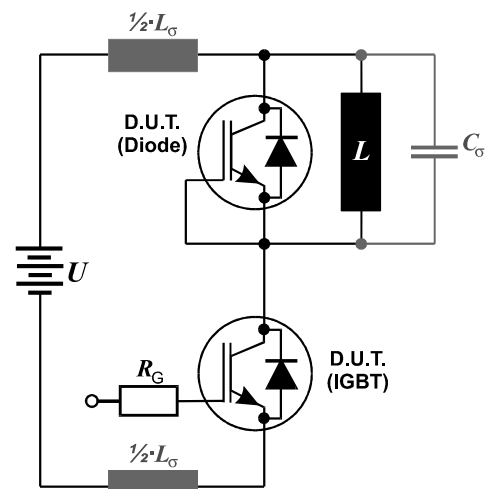 ½·Lσ
D.U.T.
(Diode)
L
Cσ
U
RG
D.U.T.
(IGBT)
½·Lσ